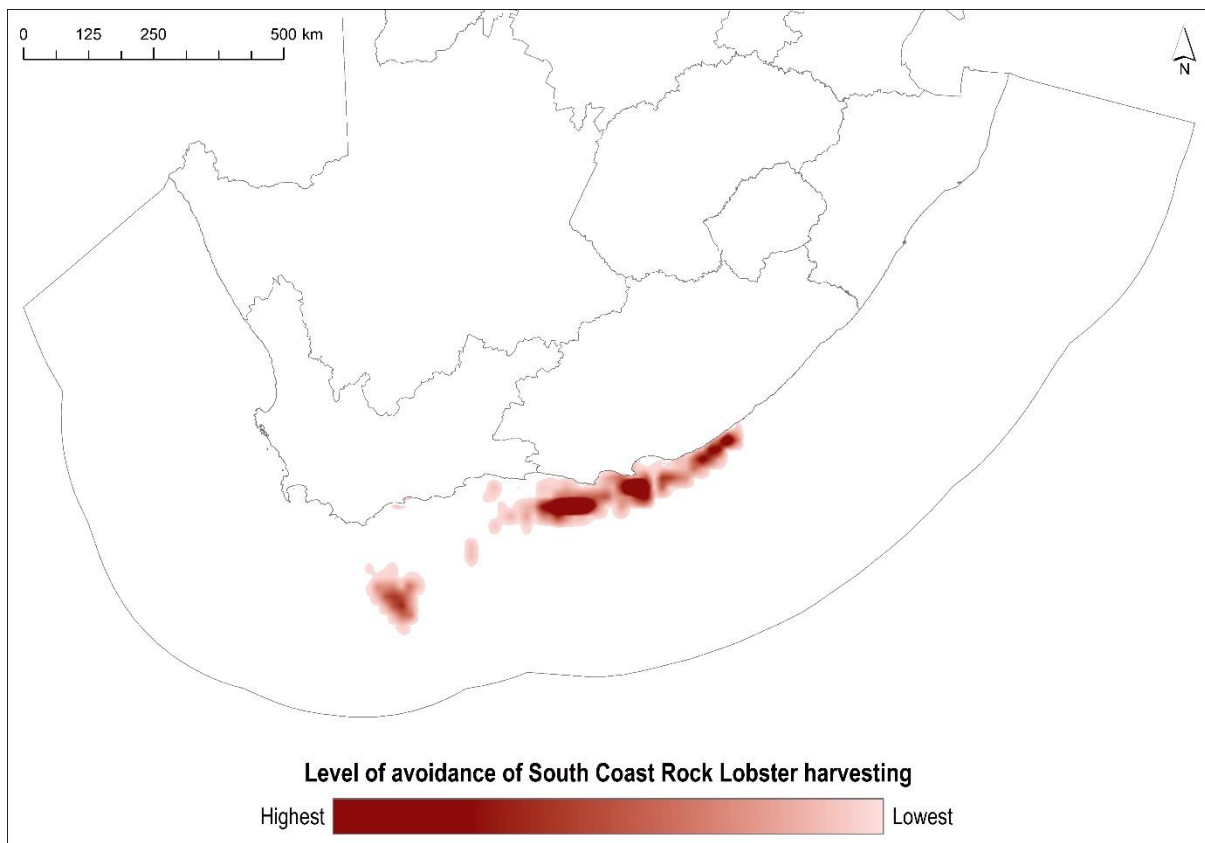 0 125 250 500 km
N
Level of avoidance of South Coast Rock Lobster harvesting
Highest Lowest